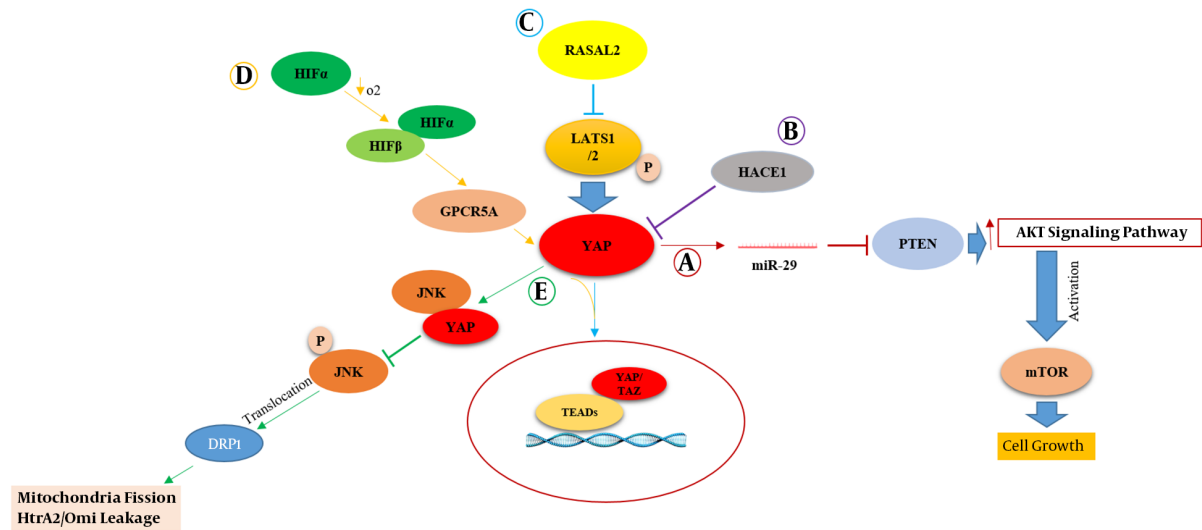 C
RASAL2
D
HIFα
o2
HIFα
HIFβ
LATS1
/2
P
B
HACE1
GPCR5A
YAP
A
miR-29
PTEN
AKT Signaling Pathway
E
JNK
YAP
P
JNK
Activation
Translocation
mTOR
YAP/
TAZ
TEADs
DRP1
Cell Growth
Mitochondria Fission
HtrA2/Omi Leakage